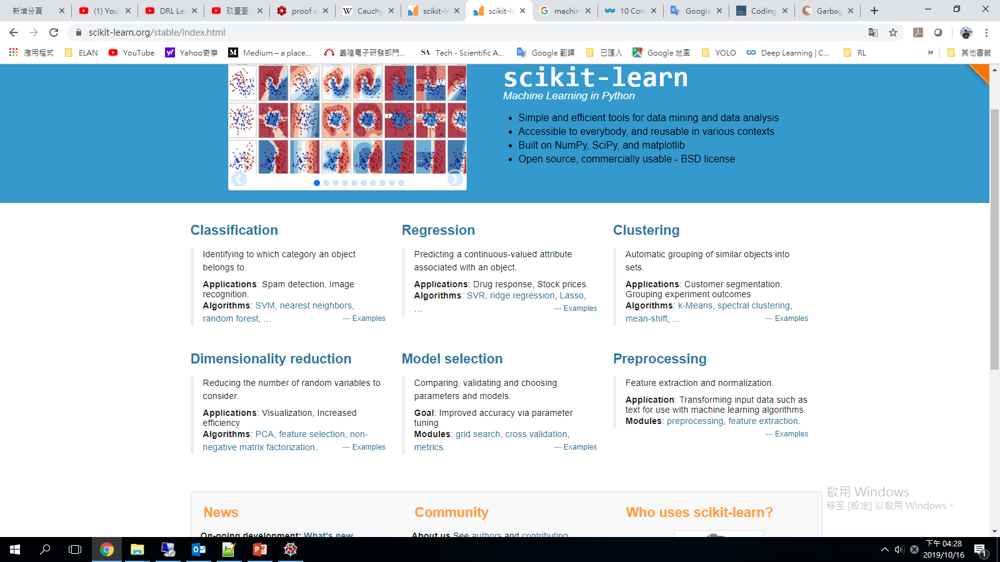 新增分頁
(1) You
DRL Le
玖壹壹-
proof w
Cauchy
scikit-le
scikit-le
machin
10 Com
Google
Coding
Garbag
scikit-learn.org/stable/index.html
應用程式
ELAN
YouTube
Yahoo奇摩
Medium – a place...
義隆電子研發部門...
SA Tech - Scientific A...
Google 翻譯
已匯入
Google 地圖
YOLO
Deep Learning | C...
RL
»
其他書籤
scikit-learn
Machine Learning in Python
Simple and efficient tools for data mining and data analysis
Accessible to everybody, and reusable in various contexts
Built on NumPy, SciPy, and matplotlib
Open source, commercially usable - BSD license
Classification
Identifying to which category an object
belongs to.
Applications: Spam detection, Image
recognition.
Algorithms: SVM, nearest neighbors,
random forest, …
— Examples
Regression
Predicting a continuous-valued attribute
associated with an object.
Applications: Drug response, Stock prices.
Algorithms: SVR, ridge regression, Lasso,
…
— Examples
Clustering
Automatic grouping of similar objects into
sets.
Applications: Customer segmentation,
Grouping experiment outcomes
Algorithms: k-Means, spectral clustering,
mean-shift, …
— Examples
Dimensionality reduction
Reducing the number of random variables to
consider.
Applications: Visualization, Increased
efficiency
Algorithms: PCA, feature selection, non-
negative matrix factorization.
— Examples
Model selection
Comparing, validating and choosing
parameters and models.
Goal: Improved accuracy via parameter
tuning
Modules: grid search, cross validation,
metrics.
— Examples
Preprocessing
Feature extraction and normalization.
Application: Transforming input data such as
text for use with machine learning algorithms.
Modules: preprocessing, feature extraction.
— Examples
News
On-going development: What's new
Community
About us See authors and contributing
Who uses scikit-learn?
啟用 Windows
移至 [設定] 以啟用 Windows。
下午 04:28
2019/10/16
1